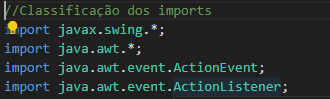 //Classificação dos imports
import javax.swing.*;
import java.awt.*;
import java.awt.event.ActionEvent;
import java.awt.event.ActionListener;